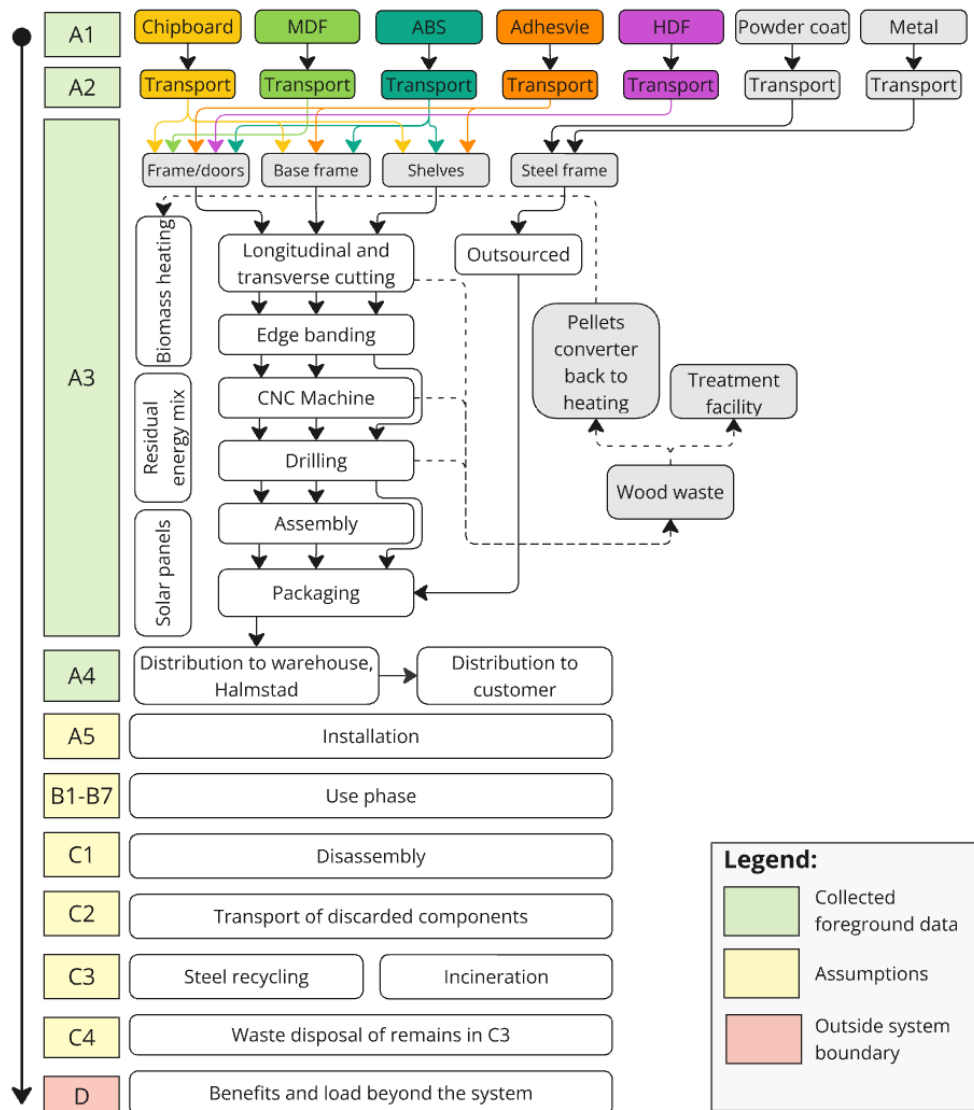 A1
Chipboard
MDF
ABS
Adhesvie
HDF
Powder coat
Metal
A2
Transport
Transport
Transport
Transport
Transport
Transport
Transport
A3
Frame/doors
Base frame
Shelves
Steel frame
Biomass heating
Longitudinal and
transverse cutting
Outsourced
Edge banding
Pellets
converter
back to
heating
Treatment
facility
Residual
energy mix
CNC Machine
Drilling
Wood waste
Solar panels
Assembly
Packaging
A4
Distribution to warehouse,
Halmstad
Distribution to
customer
A5
Installation
B1-B7
Use phase
C1
Disassembly
C2
Transport of discarded components
C3
Steel recycling
Incineration
C4
Waste disposal of remains in C3
D
Benefits and load beyond the system
Legend:
Collected
foreground data
Assumptions
Outside system
boundary